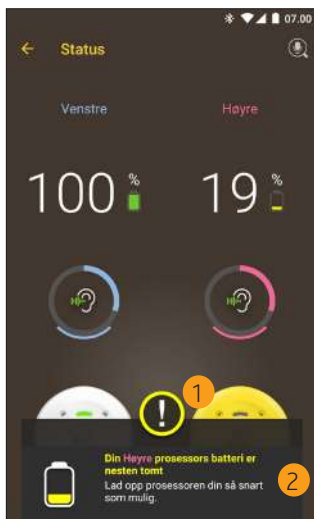 07.00
Status
Venstre Høyre
100 % 19 %
1
!
Din Høyre prosessors batteri er
nesten tomt
Lad opp prosessoren din så snart
som mulig.
2